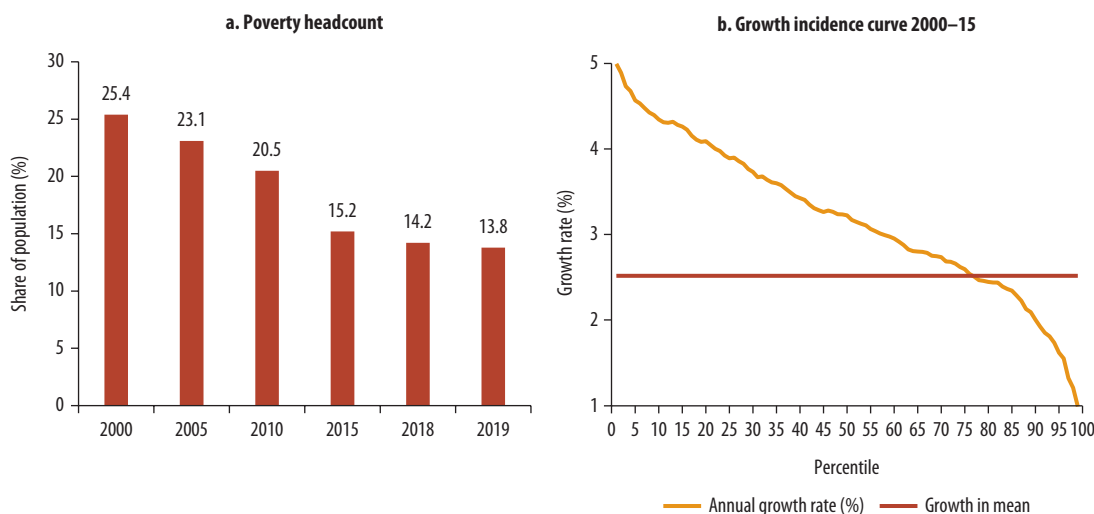 a. Poverty headcount
30
25
20
15
10
5
0
Share of population (%)
25.4
23.1
20.5
15.2
14.2
13.8
2000 2005 2010 2015 2018 2019
b. Growth incidence curve 2000–15
5
4
3
2
1
Growth rate (%)
0 5 10 15 20 25 30 35 40 45 50 55 60 65 70 75 80 85 90 95 100
Percentile
Annual growth rate (%) Growth in mean